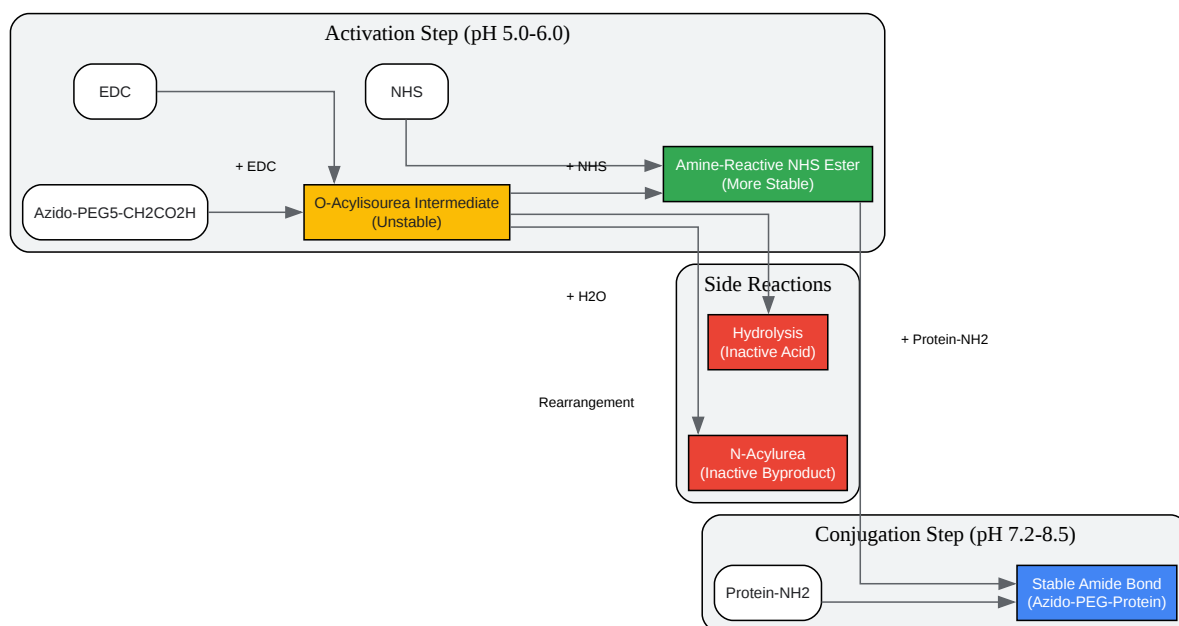 Activation Step (pH 5.0-6.0)
EDC
NHS
+ EDC
+ NHS
Amine-Reactive NHS Ester
(More Stable)
Azido-PEG5-CH2CO2H
O-Acylisourea Intermediate
(Unstable)
Side Reactions
+ H2O
Hydrolysis
(Inactive Acid)
+ Protein-NH2
Rearrangement
N-Acylurea
(Inactive Byproduct)
Conjugation Step (pH 7.2-8.5)
Protein-NH2
Stable Amide Bond
(Azido-PEG-Protein)